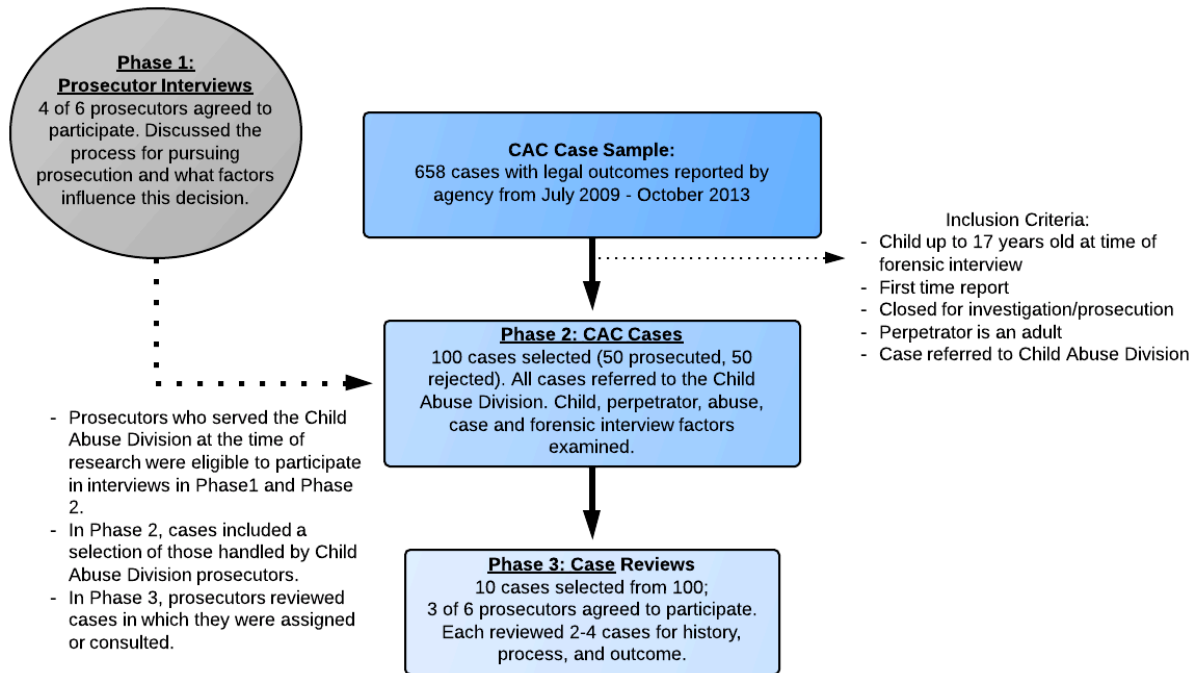 Phase 1:
Prosecutor Interviews
4 of 6 prosecutors agreed to
participate. Discussed the
process for pursuing
prosecution and what factors
influence this decision.
CAC Case Sample:
658 cases with legal outcomes reported by
agency from July 2009 - October 2013
Inclusion Criteria:
- Child up to 17 years old at time of
forensic interview
- First time report
- Closed for investigation/prosecution
- Perpetrator is an adult
- Case referred to Child Abuse Division
Phase 2: CAC Cases
100 cases selected (50 prosecuted, 50
rejected). All cases referred to the Child
Abuse Division. Child, perpetrator, abuse,
case and forensic interview factors
examined.
- Prosecutors who served the Child
Abuse Division at the time of
research were eligible to participate
in interviews in Phase1 and Phase
2.
- In Phase 2, cases included a
selection of those handled by Child
Abuse Division prosecutors.
- In Phase 3, prosecutors reviewed
cases in which they were assigned
or consulted.
Phase 3: Case Reviews
10 cases selected from 100;
3 of 6 prosecutors agreed to participate.
Each reviewed 2-4 cases for history,
process, and outcome.